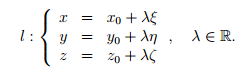 x = x₀ + λξ
l : { y = y₀ + λη , λ ∈ ℝ.
z = z₀ + λζ